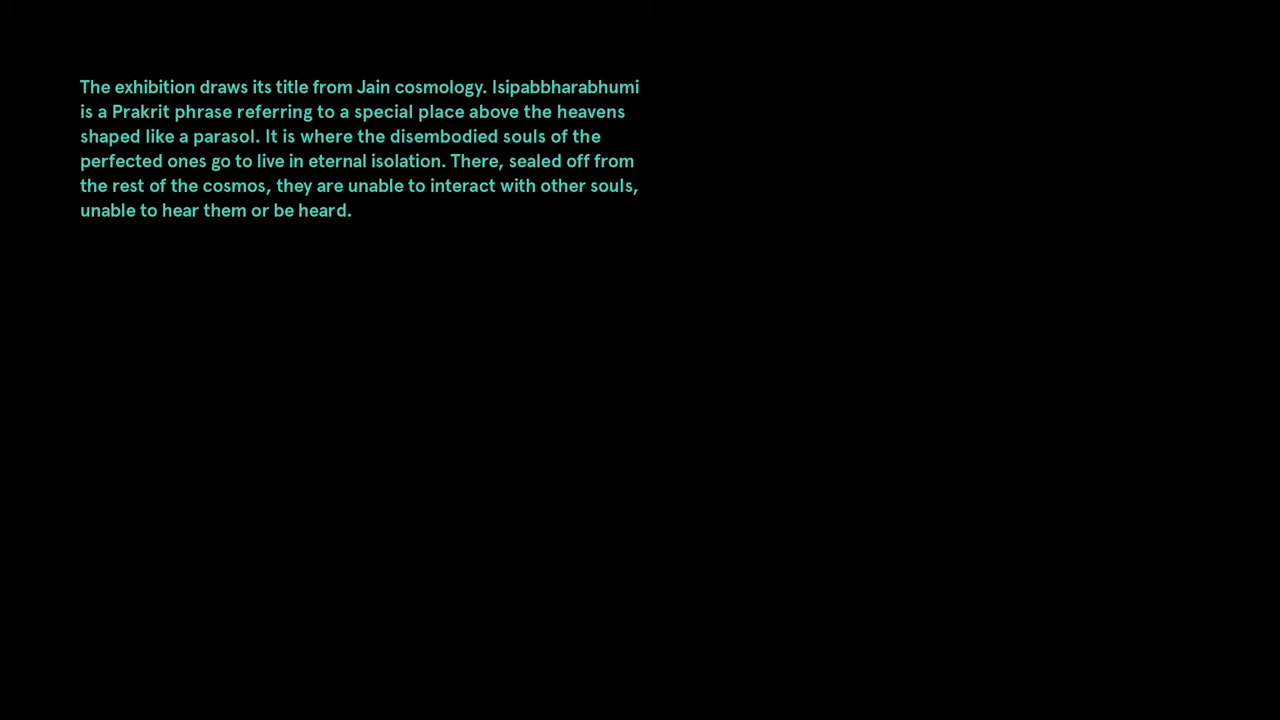 The exhibition draws its title from Jain cosmology. Isipabbharabhumi
is a Prakrit phrase referring to a special place above the heavens
shaped like a parasol. It is where the disembodied souls of the
perfected ones go to live in eternal isolation. There, sealed off from
the rest of the cosmos, they are unable to interact with other souls,
unable to hear them or be heard.